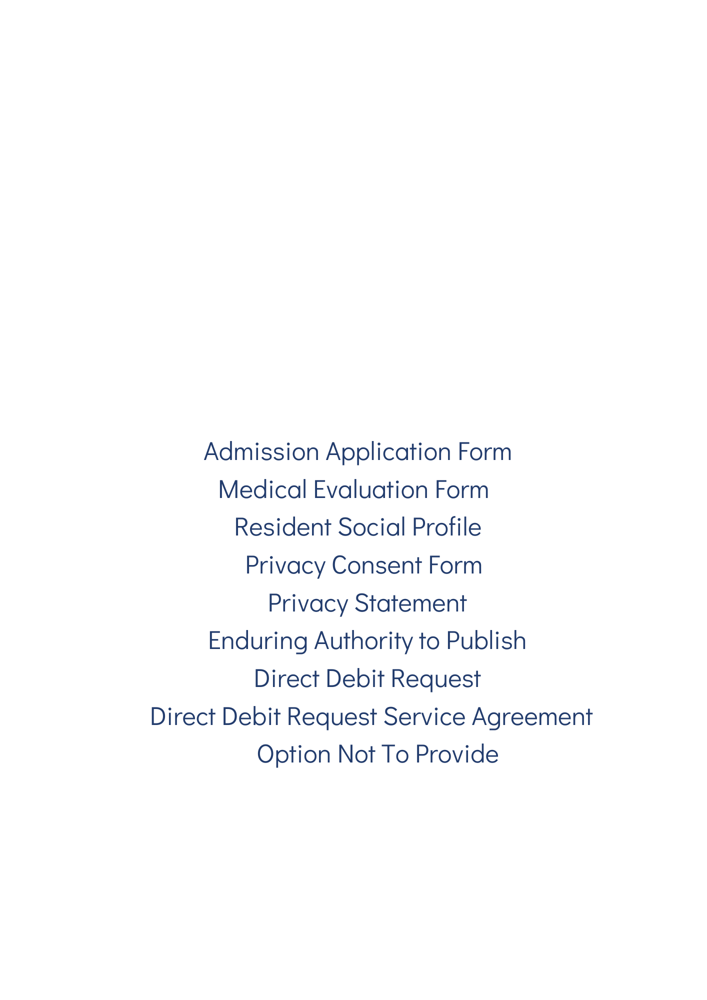 Admission Application Form
Medical Evaluation Form
Resident Social Profile
Privacy Consent Form
Privacy Statement
Enduring Authority to Publish
Direct Debit Request
Direct Debit Request Service Agreement
Option Not To Provide